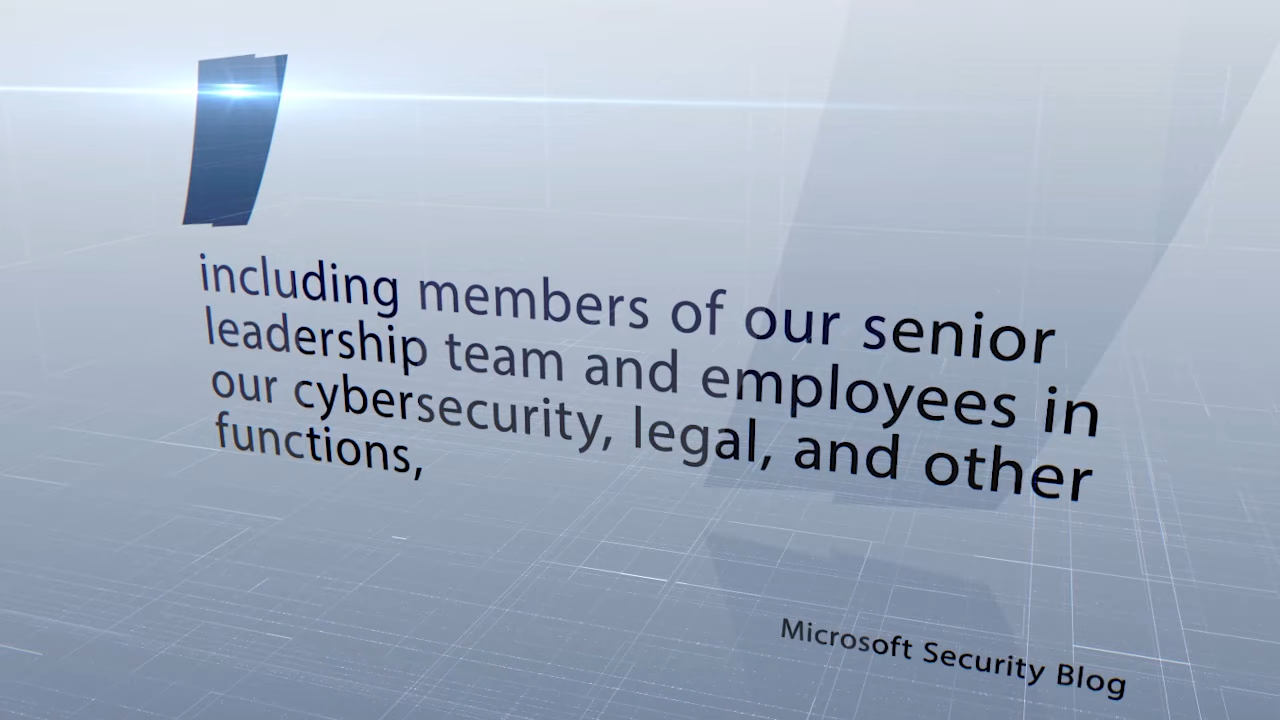 including members of our senior
leadership team and employees in
our cybersecurity, legal, and other
functions,
Microsoft Security Blog